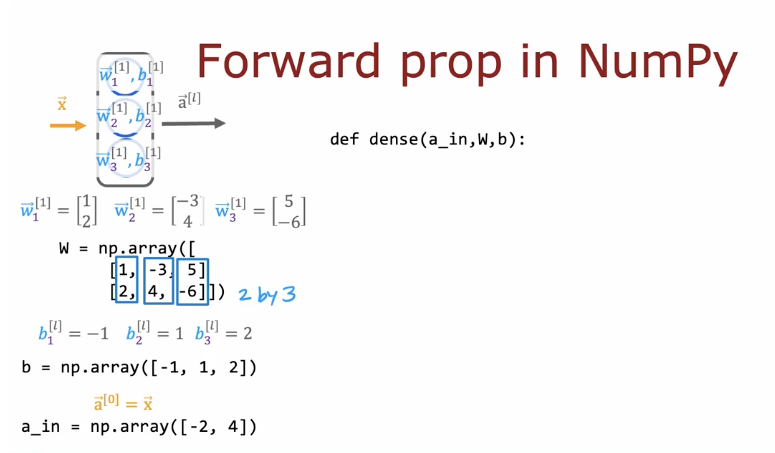 Forward prop in NumPy
w⃗₁^[1], b₁^[1]
x⃗
w⃗₂^[1], b₂^[1]
a⃗^[l]
w⃗₃^[1], b₃^[1]
def dense(a_in,W,b):
w⃗₁^[1] = [1 2] w⃗₂^[1] = [−3 4] w⃗₃^[1] = [5 −6]
W = np.array([
[1, -3, 5]
[2, 4, -6]]) 2 by 3
b₁^[l] = −1 b₂^[l] = 1 b₃^[l] = 2
b = np.array([-1, 1, 2])
a⃗^[0] = x⃗
a_in = np.array([-2, 4])